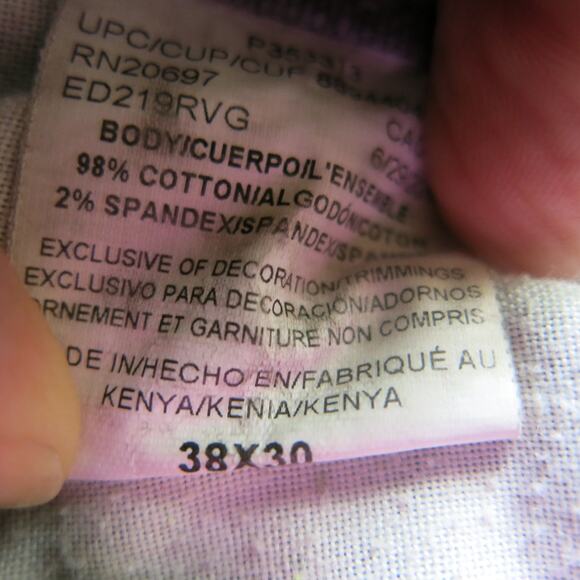 UPC/CUP/CUP
RN20697
ED219RVG
BODY/CUERPO/L'ENSEMBLE
98% COTTON/ALGODÓN/COTON
2% SPANDEX/SPANDEX/SPANDEX
EXCLUSIVE OF DECORATION/TRIMMINGS
EXCLUSIVO PARA DECORACIÓN/ADORNOS
ORNEMENT ET GARNITURE NON COMPRIS
DE IN/HECHO EN/FABRIQUÉ AU
KENYA/KENIA/KENYA
38X30